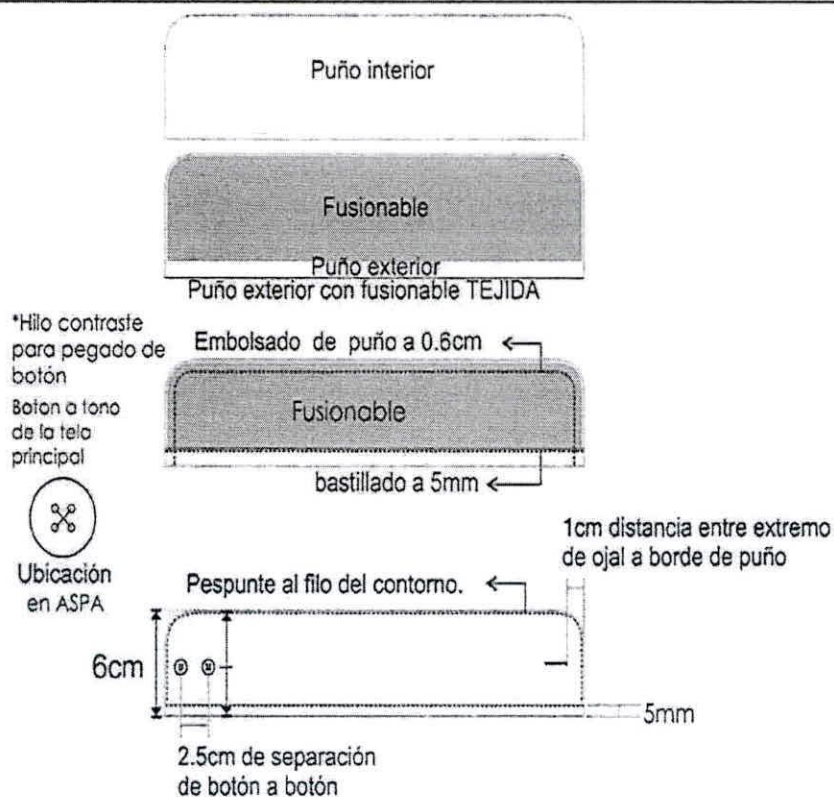 Puño interior
Fusionable
Puño exterior
Puño exterior con fusionable TEJIDA
*Hilo contraste
para pegado de
botón
Boton a tono
de la tela
principal
Ubicación
en ASPA
Embolsado de puño a 0.6cm
Fusionable
bastillado a 5mm
1cm distancia entre extremo
de ojal a borde de puño
Pespunte al filo del contorno.
6cm
5mm
2.5cm de separación
de botón a botón